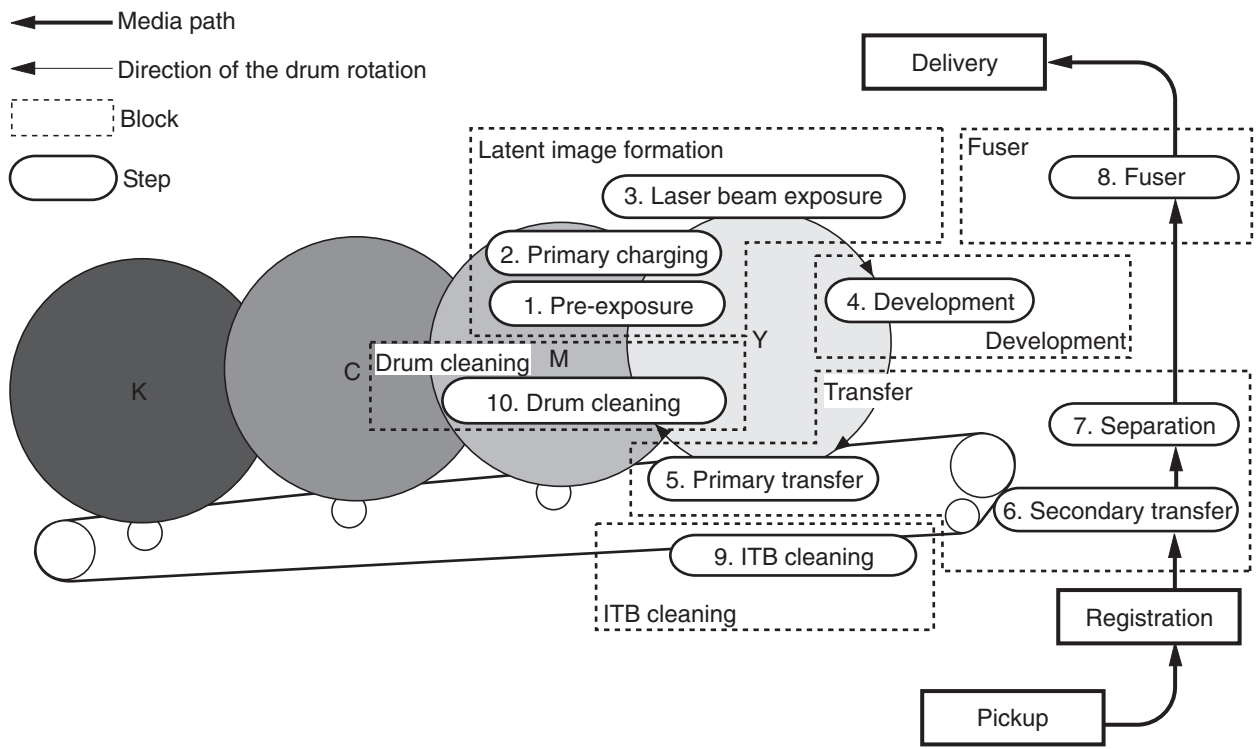 Media path
Direction of the drum rotation
Block
Step
Delivery
Latent image formation
Fuser
3. Laser beam exposure
8. Fuser
2. Primary charging
1. Pre-exposure
4. Development
Development
Y
Drum cleaning
M
C
K
10. Drum cleaning
Transfer
7. Separation
5. Primary transfer
6. Secondary transfer
9. ITB cleaning
ITB cleaning
Registration
Pickup